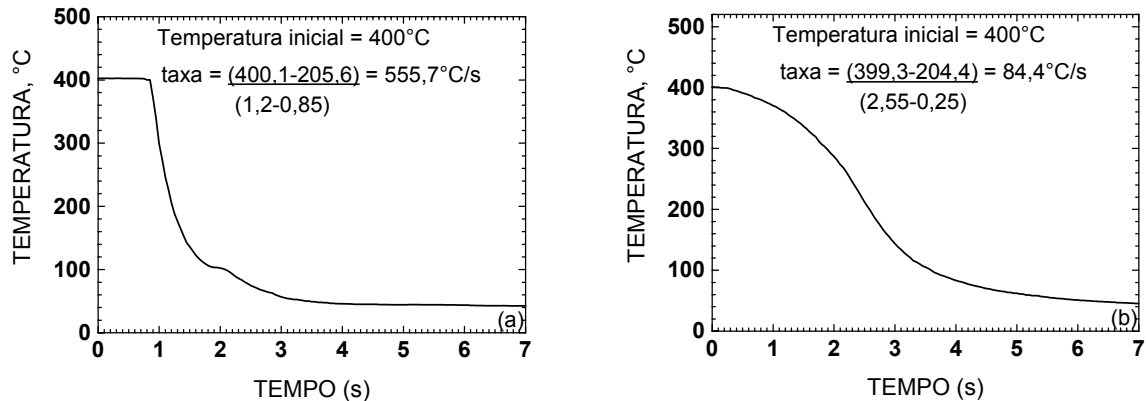 500
400
300
200
100
0
TEMPERATURA, °C
Temperatura inicial = 400°C
taxa = (400,1-205,6) = 555,7°C/s
(1,2-0,85)
(a)
0 1 2 3 4 5 6 7
TEMPO (s)
500
400
300
200
100
0
TEMPERATURA, °C
Temperatura inicial = 400°C
taxa = (399,3-204,4) = 84,4°C/s
(2,55-0,25)
(b)
0 1 2 3 4 5 6 7
TEMPO (s)